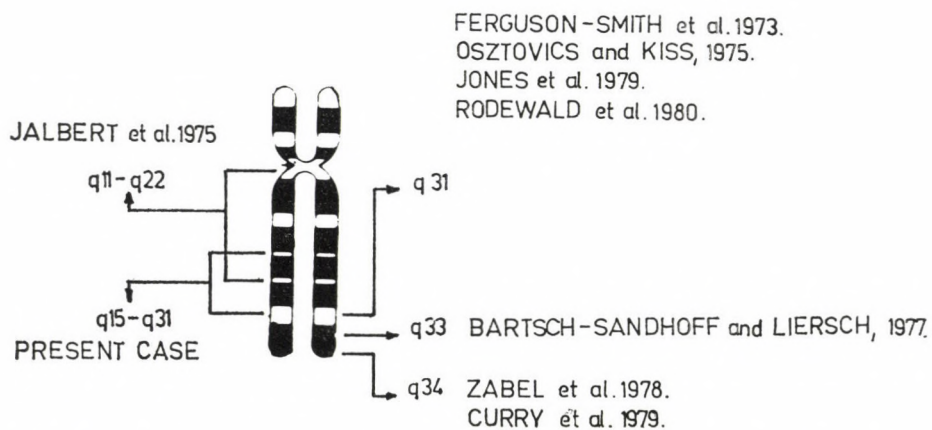 FERGUSON-SMITH et al. 1973.
OSZTOVICS and KISS, 1975.
JONES et al. 1979.
RODEWALD et al. 1980.
JALBERT et al. 1975
q11-q22
q31
q15-q31
PRESENT CASE
q33 BARTSCH-SANDHOFF and LIERSCH, 1977.
q34 ZABEL et al. 1978.
CURRY et al. 1979.